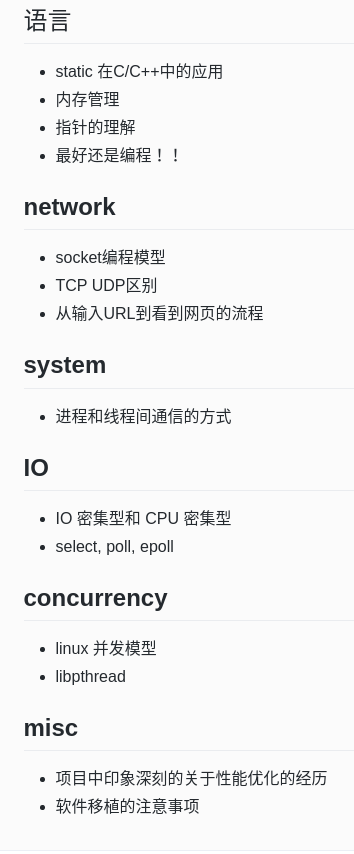 语言
static 在C/C++中的应用
内存管理
指针的理解
最好还是编程！！
network
socket编程模型
TCP UDP区别
从输入URL到看到网页的流程
system
进程和线程间通信的方式
IO
IO 密集型和 CPU 密集型
select, poll, epoll
concurrency
linux 并发模型
libpthread
misc
项目中印象深刻的关于性能优化的经历
软件移植的注意事项